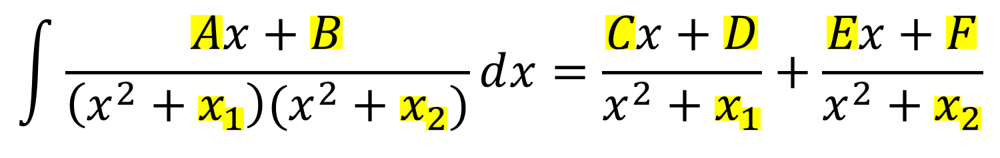 ∫ (Ax + B)/((x² + x₁)(x² + x₂)) dx = (Cx + D)/(x² + x₁) + (Ex + F)/(x² + x₂)